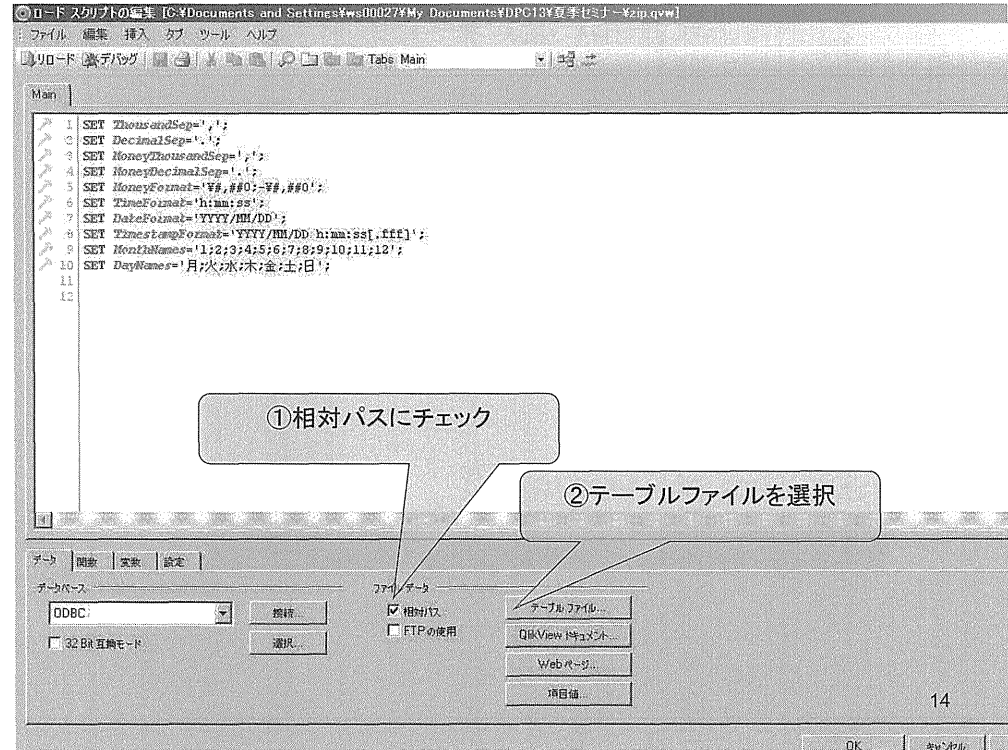 ロード スクリプトの編集 [C:¥Documents and Settings¥ws00027¥My Documents¥DPC13¥夏季セミナー¥zip.qvw]
ファイル 編集 挿入 タブ ツール ヘルプ
リロード デバッグ Tabs Main
Main
1 SET ThousandSep=',';
2 SET DecimalSep='.';
3 SET MoneyThousandSep=',';
4 SET MoneyDecimalSep='.';
5 SET MoneyFormat='¥#,##0;-¥#,##0';
6 SET TimeFormat='h:mm:ss';
7 SET DateFormat='YYYY/MM/DD';
8 SET TimestampFormat='YYYY/MM/DD h:mm:ss[.fff]';
9 SET MonthNames='1;2;3;4;5;6;7;8;9;10;11;12';
10 SET DayNames='月;火;水;木;金;土;日';
11
12
①相対パスにチェック
②テーブルファイルを選択
データ 関数 変数 設定
データベース
ODBC 接続...
32 Bit 互換モード 選択...
ファイル データ
相対パス テーブル ファイル...
FTP の使用 QlikView ドキュメント...
Web ページ...
項目値...
14
OK キャンセル